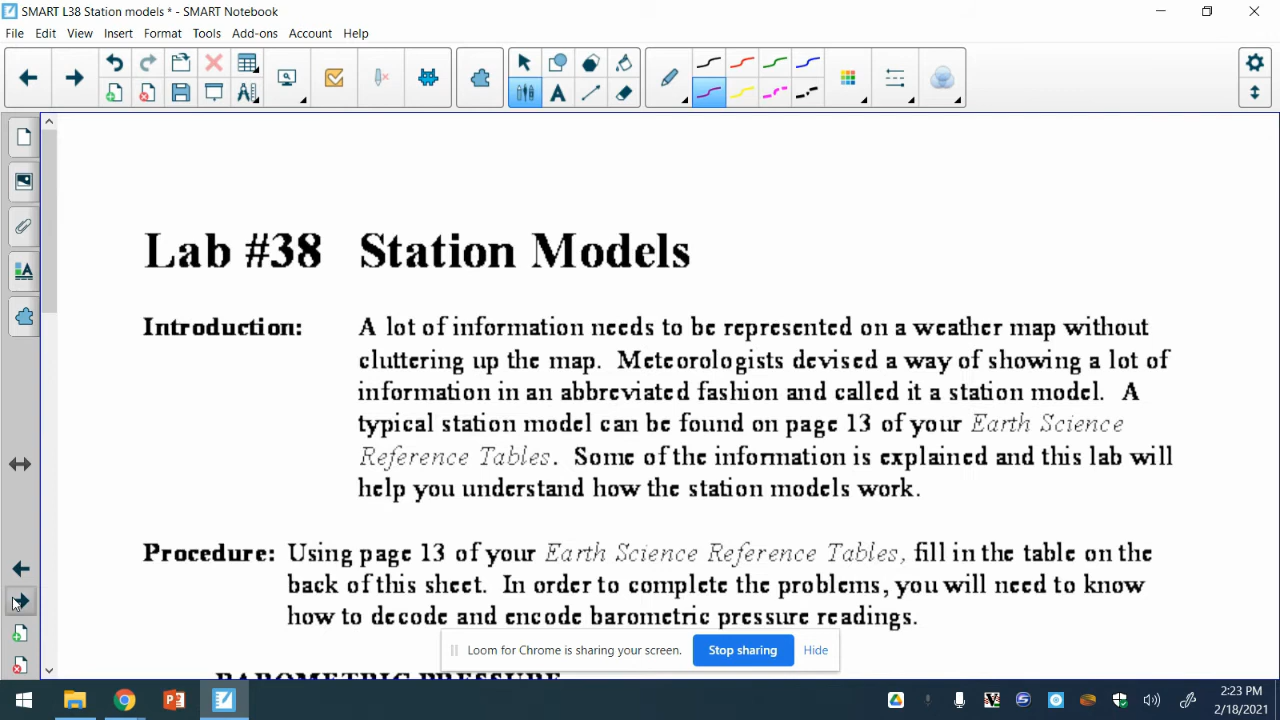 SMART L38 Station models * - SMART Notebook
File Edit View Insert Format Tools Add-ons Account Help
Lab #38 Station Models
Introduction: A lot of information needs to be represented on a weather map without
cluttering up the map. Meteorologists devised a way of showing a lot of
information in an abbreviated fashion and called it a station model. A
typical station model can be found on page 13 of your Earth Science
Reference Tables. Some of the information is explained and this lab will
help you understand how the station models work.
Procedure: Using page 13 of your Earth Science Reference Tables, fill in the table on the
back of this sheet. In order to complete the problems, you will need to know
how to decode and encode barometric pressure readings.
Loom for Chrome is sharing your screen. Stop sharing Hide
BAROMETRIC PRESSURE
2:23 PM
2/18/2021